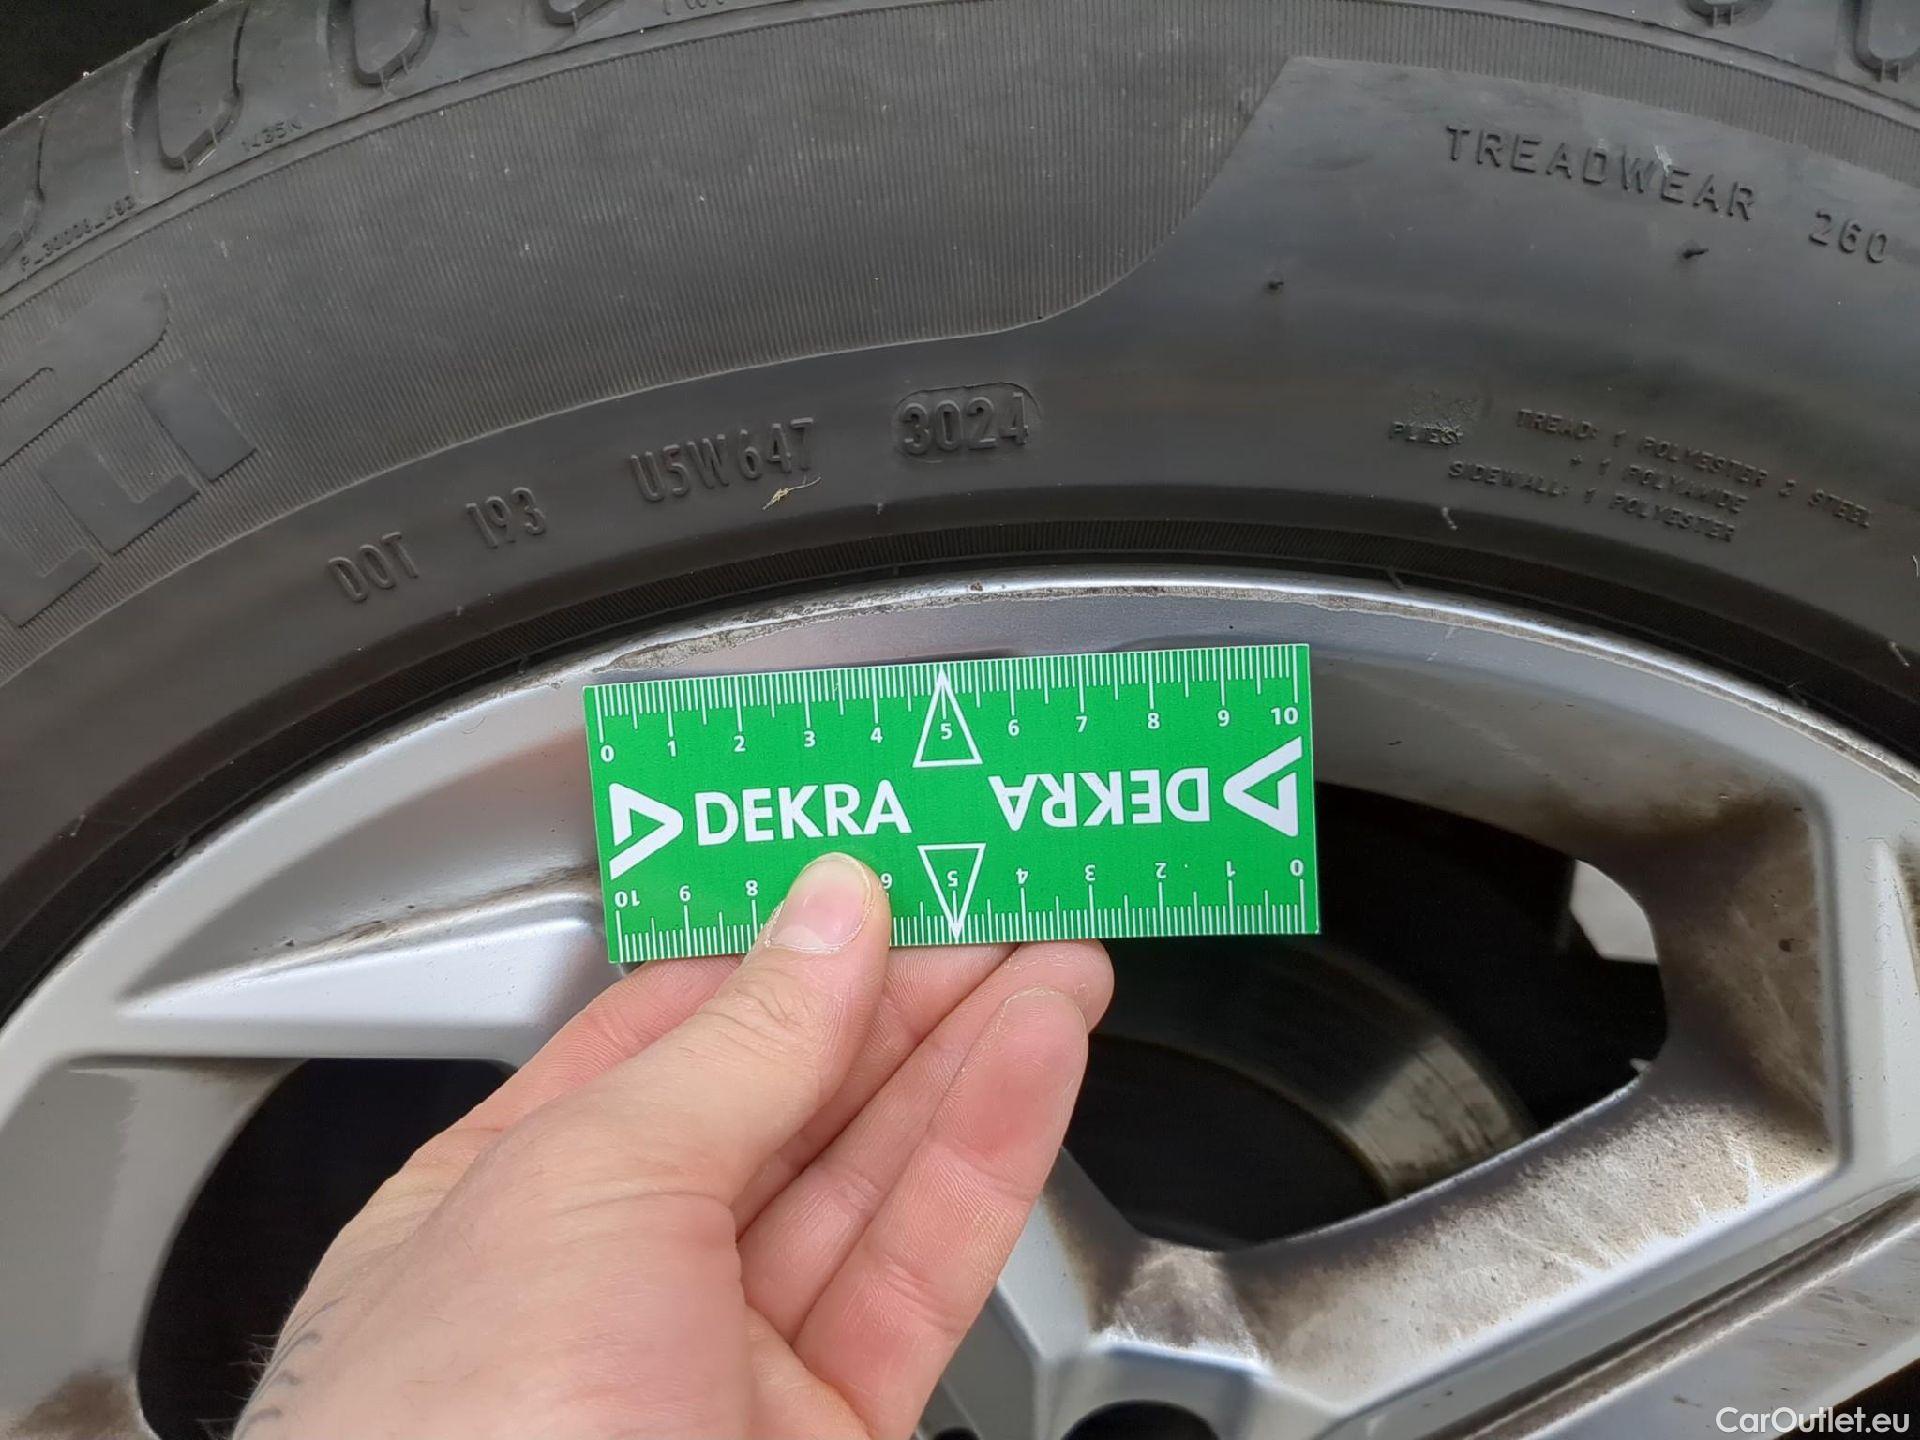 1435N
PL_30008_493
TREADWEAR 260
DOT 193 U5W647 3024
PLIES
TREAD: 1 POLYESTER 2 STEEL
+ 1 POLYAMIDE
SIDEWALL: 1 POLYESTER
0 1 2 3 4 5 6 7 8 9 10
DEKRA DEKRA
10 9 8 6 5 4 3 2 1 0
CarOutlet.eu